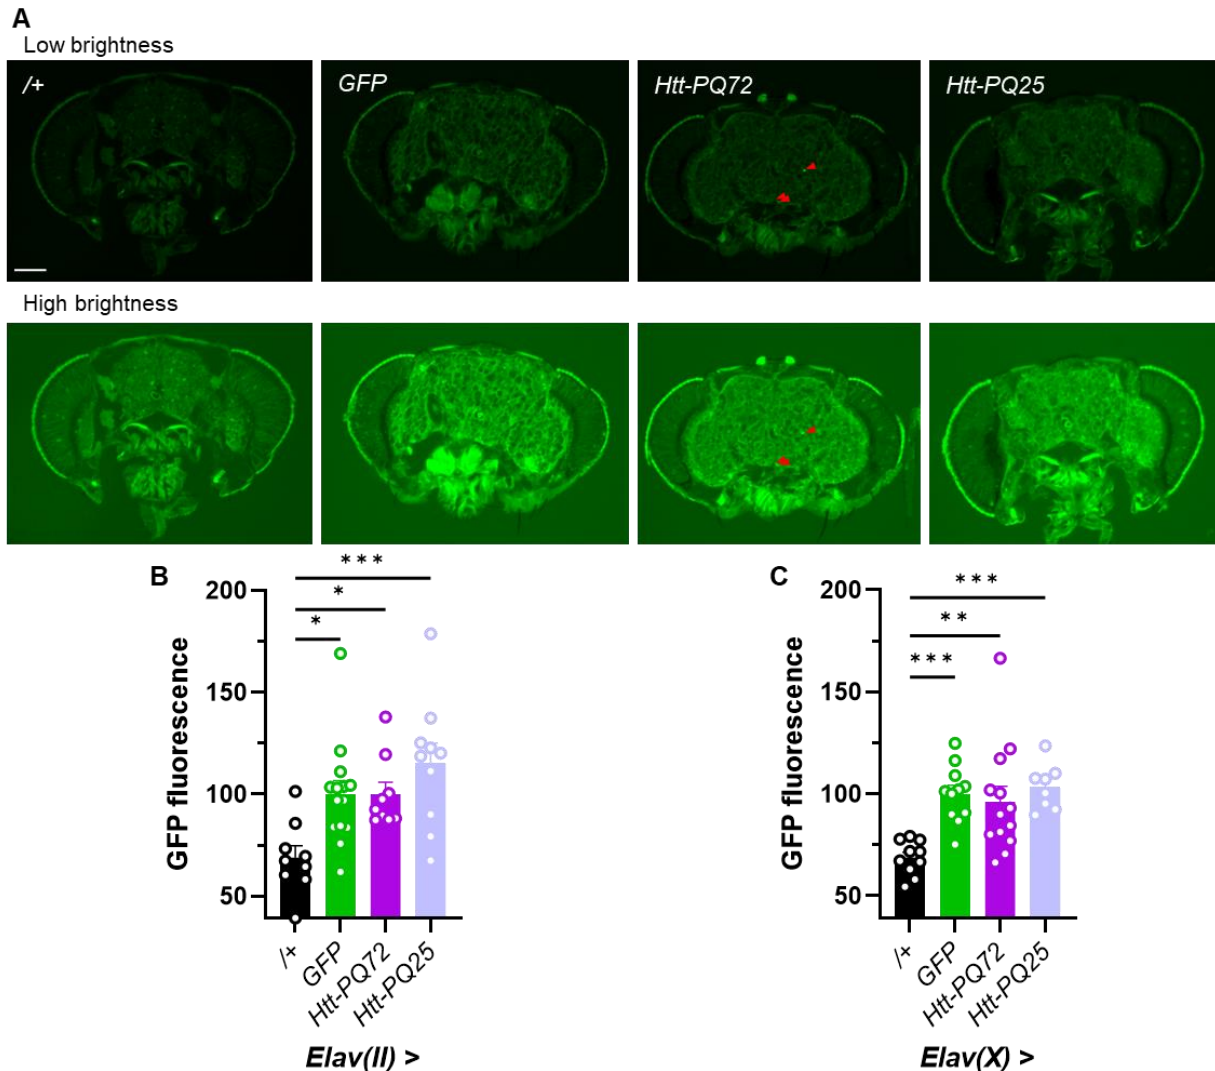 A
Low brightness
/+
GFP
Htt-PQ72
Htt-PQ25
High brightness
B
***
*
*
200
150
100
50
GFP fluorescence
/+
GFP
Htt-PQ72
Htt-PQ25
Elav(II) >
C
***
**
***
200
150
100
50
GFP fluorescence
/+
GFP
Htt-PQ72
Htt-PQ25
Elav(X) >